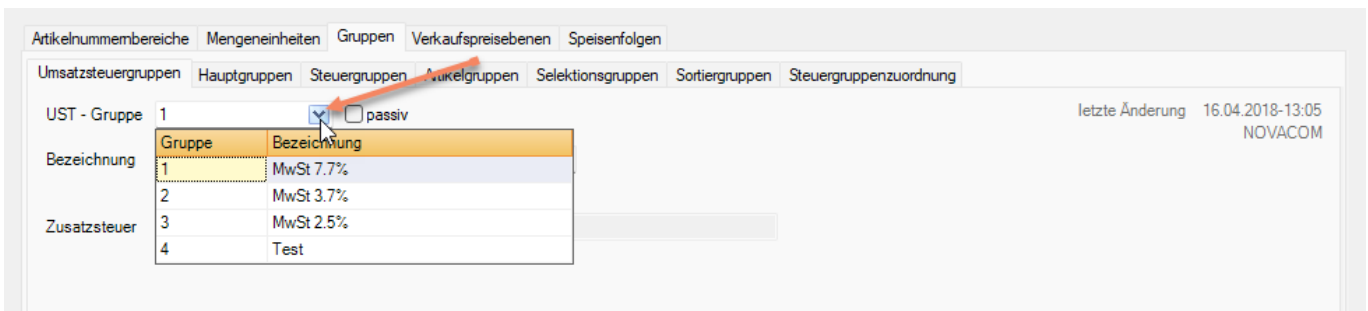 Artikelnummernbereiche Mengeneinheiten Gruppen Verkaufspreisebenen Speisenfolgen
Umsatzsteuergruppen Hauptgruppen Steuergruppen Artikelgruppen Selektionsgruppen Sortiergruppen Steuergruppenzuordnung
UST - Gruppe 1 passiv letzte Änderung 16.04.2018-13:05
NOVACOM
Gruppe Bezeichnung
Bezeichnung
1 MwSt 7.7%
2 MwSt 3.7%
Zusatzsteuer
3 MwSt 2.5%
4 Test